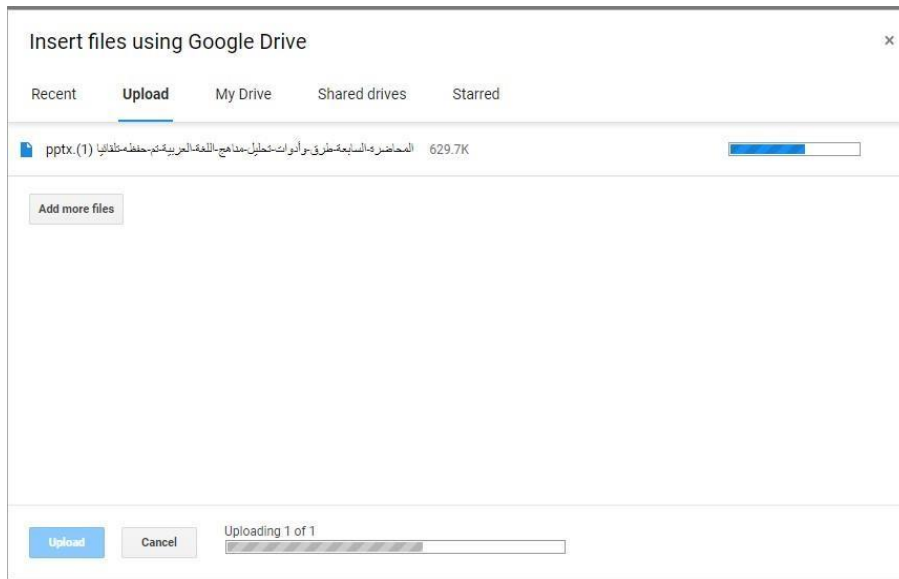 Insert files using Google Drive
×
Recent Upload My Drive Shared drives Starred
المحاضرة-السابعة-طرق-وأدوات-تحليل-مناهج-اللغة-العربية-تم-حفظه-تلقائيا (1).pptx 629.7K
Add more files
Uploading 1 of 1
Upload Cancel